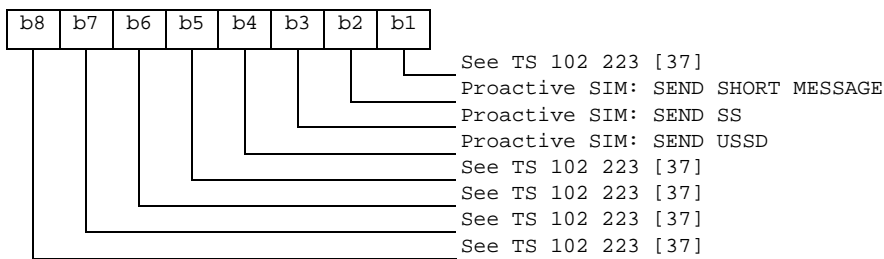 b8 b7 b6 b5 b4 b3 b2 b1
See TS 102 223 [37]
Proactive SIM: SEND SHORT MESSAGE
Proactive SIM: SEND SS
Proactive SIM: SEND USSD
See TS 102 223 [37]
See TS 102 223 [37]
See TS 102 223 [37]
See TS 102 223 [37]